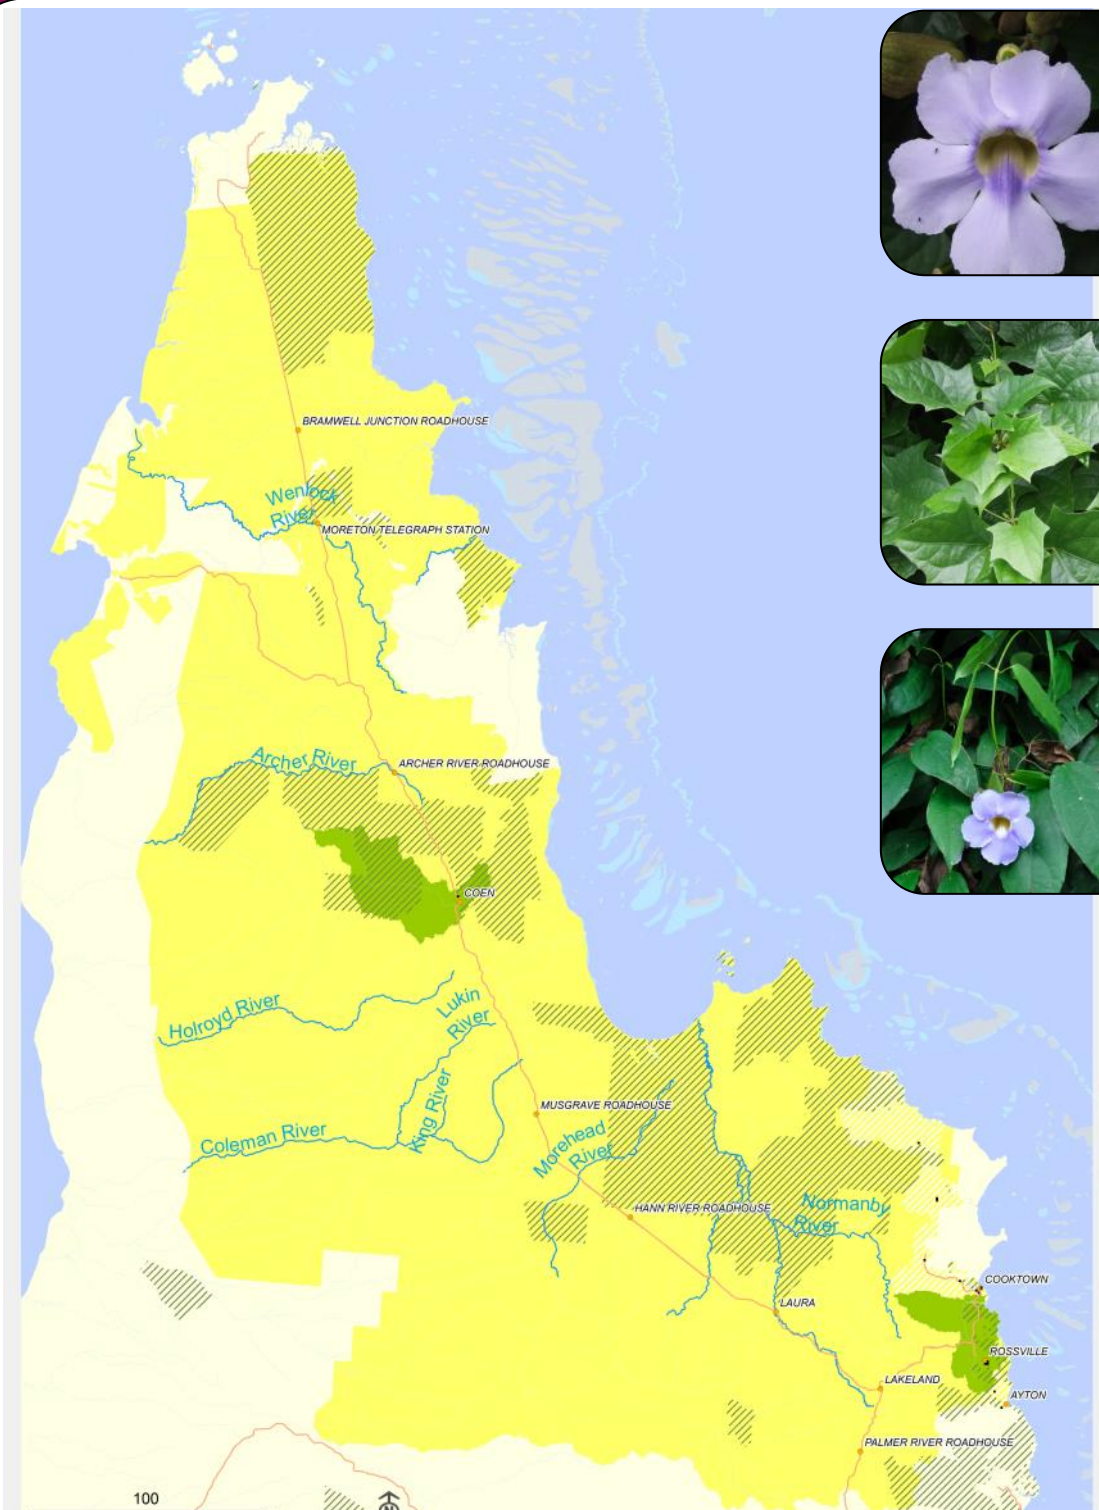 BRAMWELL JUNCTION ROADHOUSE
Wenlock
River
MORETON TELEGRAPH STATION
Archer River
ARCHER RIVER ROADHOUSE
COEN
Holroyd River
Lukin
River
King River
MUSGRAVE ROADHOUSE
Coleman River
Morehead
River
HANN RIVER ROADHOUSE
Normanby
River
COOKTOWN
LAURA
ROSSVILLE
LAKELAND
AYTON
PALMER RIVER ROADHOUSE
100
N